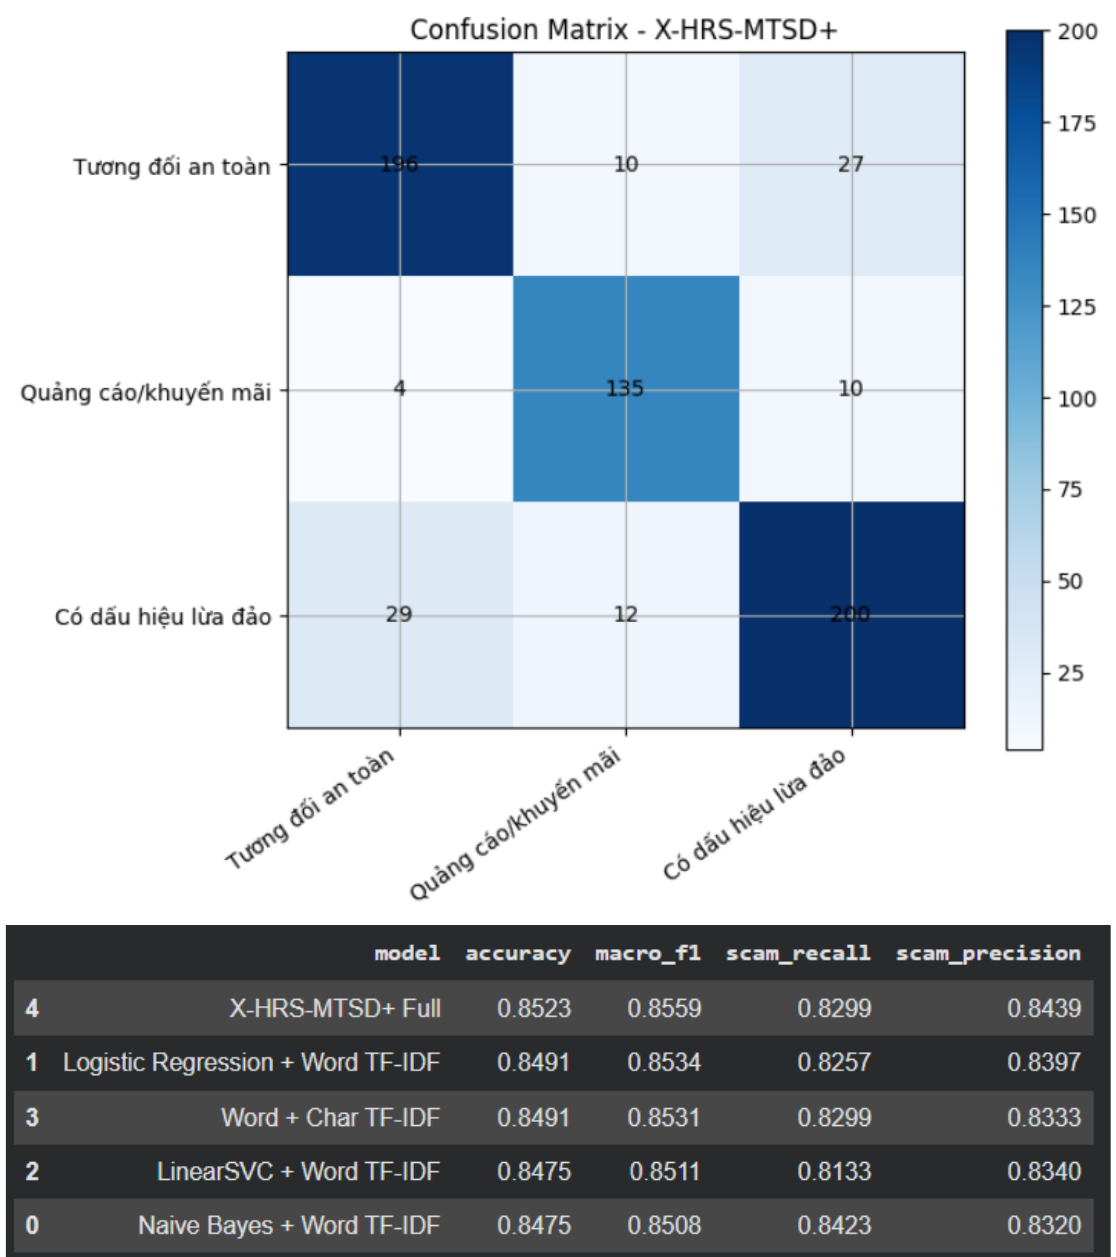 Confusion Matrix - X-HRS-MTSD+
200
175
150
125
100
75
50
25
Tương đối an toàn 196 10 27
Quảng cáo/khuyến mãi 4 135 10
Có dấu hiệu lừa đảo 29 12 200
Tương đối an toàn
Quảng cáo/khuyến mãi
Có dấu hiệu lừa đảo
model accuracy macro_f1 scam_recall scam_precision
4 X-HRS-MTSD+ Full 0.8523 0.8559 0.8299 0.8439
1 Logistic Regression + Word TF-IDF 0.8491 0.8534 0.8257 0.8397
3 Word + Char TF-IDF 0.8491 0.8531 0.8299 0.8333
2 LinearSVC + Word TF-IDF 0.8475 0.8511 0.8133 0.8340
0 Naive Bayes + Word TF-IDF 0.8475 0.8508 0.8423 0.8320